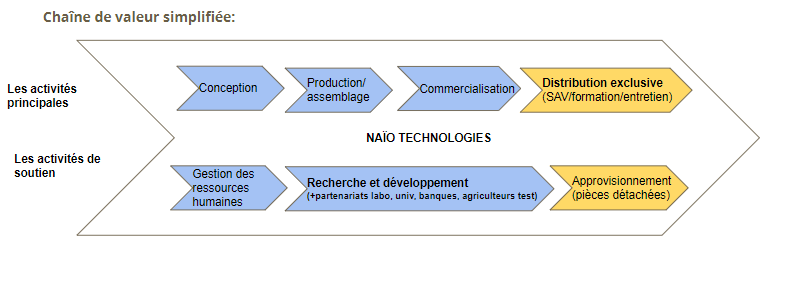 Chaîne de valeur simplifiée:
Les activités
principales
Conception
Production/
assemblage
Commercialisation
Distribution exclusive
(SAV/formation/entretien)
NAÏO TECHNOLOGIES
Les activités de
soutien
Gestion des
ressources
humaines
Recherche et développement
(+partenariats labo, univ, banques, agriculteurs test)
Approvisionnement
(pièces détachées)